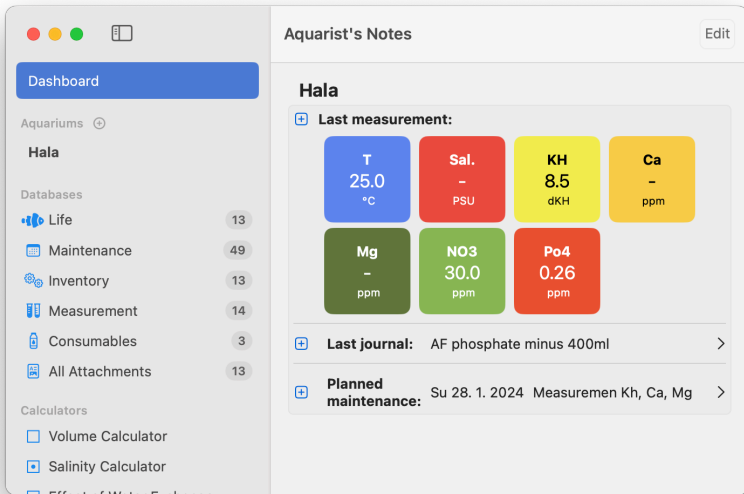 Aquarist's Notes
Edit
Dashboard
Aquariums
Hala
Databases
Life 13
Maintenance 49
Inventory 13
Measurement 14
Consumables 3
All Attachments 13
Calculators
Volume Calculator
Salinity Calculator
Hala
Last measurement:
T
25.0
°C
Sal.
-
PSU
KH
8.5
dKH
Ca
-
ppm
Mg
-
ppm
NO3
30.0
ppm
Po4
0.26
ppm
Last journal: AF phosphate minus 400ml
Planned
maintenance: Su 28. 1. 2024 Measuremen Kh, Ca, Mg